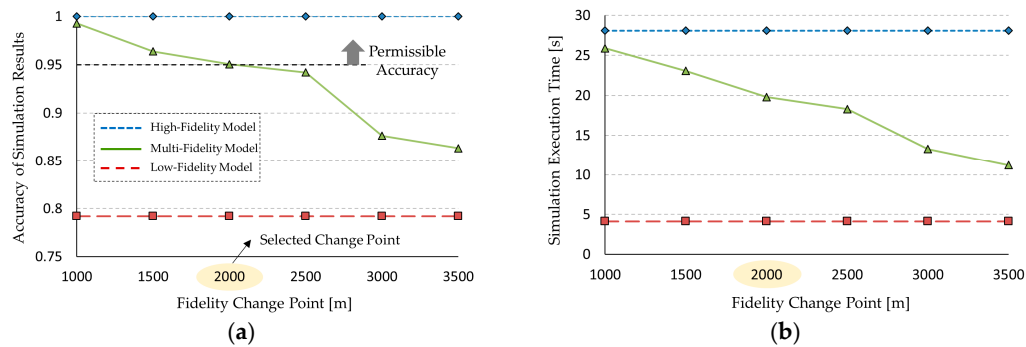 Accuracy of Simulation Results
1
0.95
0.9
0.85
0.8
0.75
Permissible
Accuracy
High-Fidelity Model
Multi-Fidelity Model
Low-Fidelity Model
Selected Change Point
1000 1500 2000 2500 3000 3500
Fidelity Change Point [m]
(a)
Simulation Execution Time [s]
30
25
20
15
10
5
0
1000 1500 2000 2500 3000 3500
Fidelity Change Point [m]
(b)